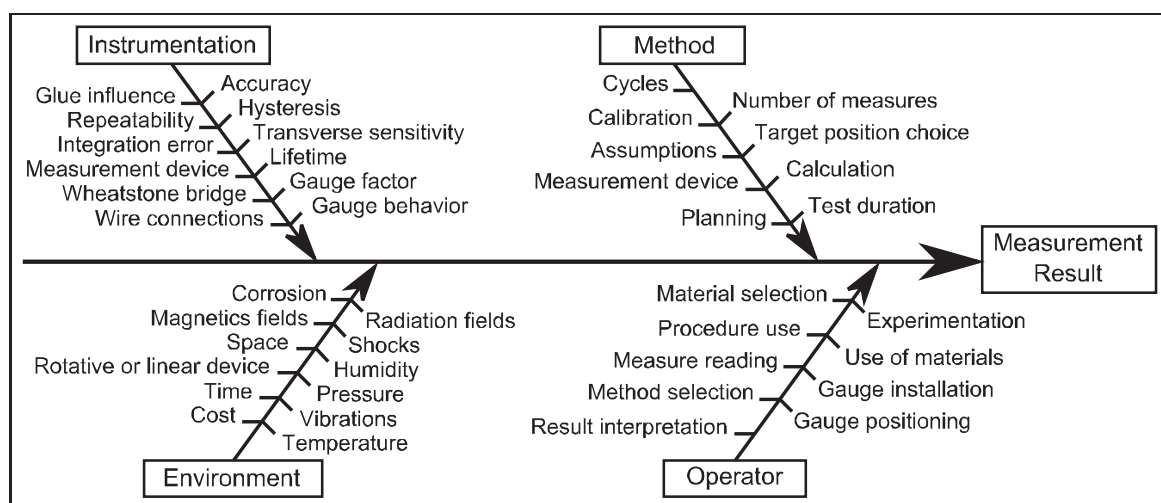 Instrumentation
Method
Accuracy
Glue influence
Hysteresis
Repeatability
Transverse sensitivity
Integration error
Lifetime
Measurement device
Gauge factor
Wheatstone bridge
Gauge behavior
Wire connections
Cycles
Number of measures
Calibration
Target position choice
Assumptions
Calculation
Measurement device
Test duration
Planning
Measurement
Result
Corrosion
Radiation fields
Magnetics fields
Shocks
Space
Humidity
Rotative or linear device
Pressure
Time
Vibrations
Cost
Temperature
Environment
Material selection
Experimentation
Procedure use
Use of materials
Measure reading
Gauge installation
Method selection
Gauge positioning
Result interpretation
Operator